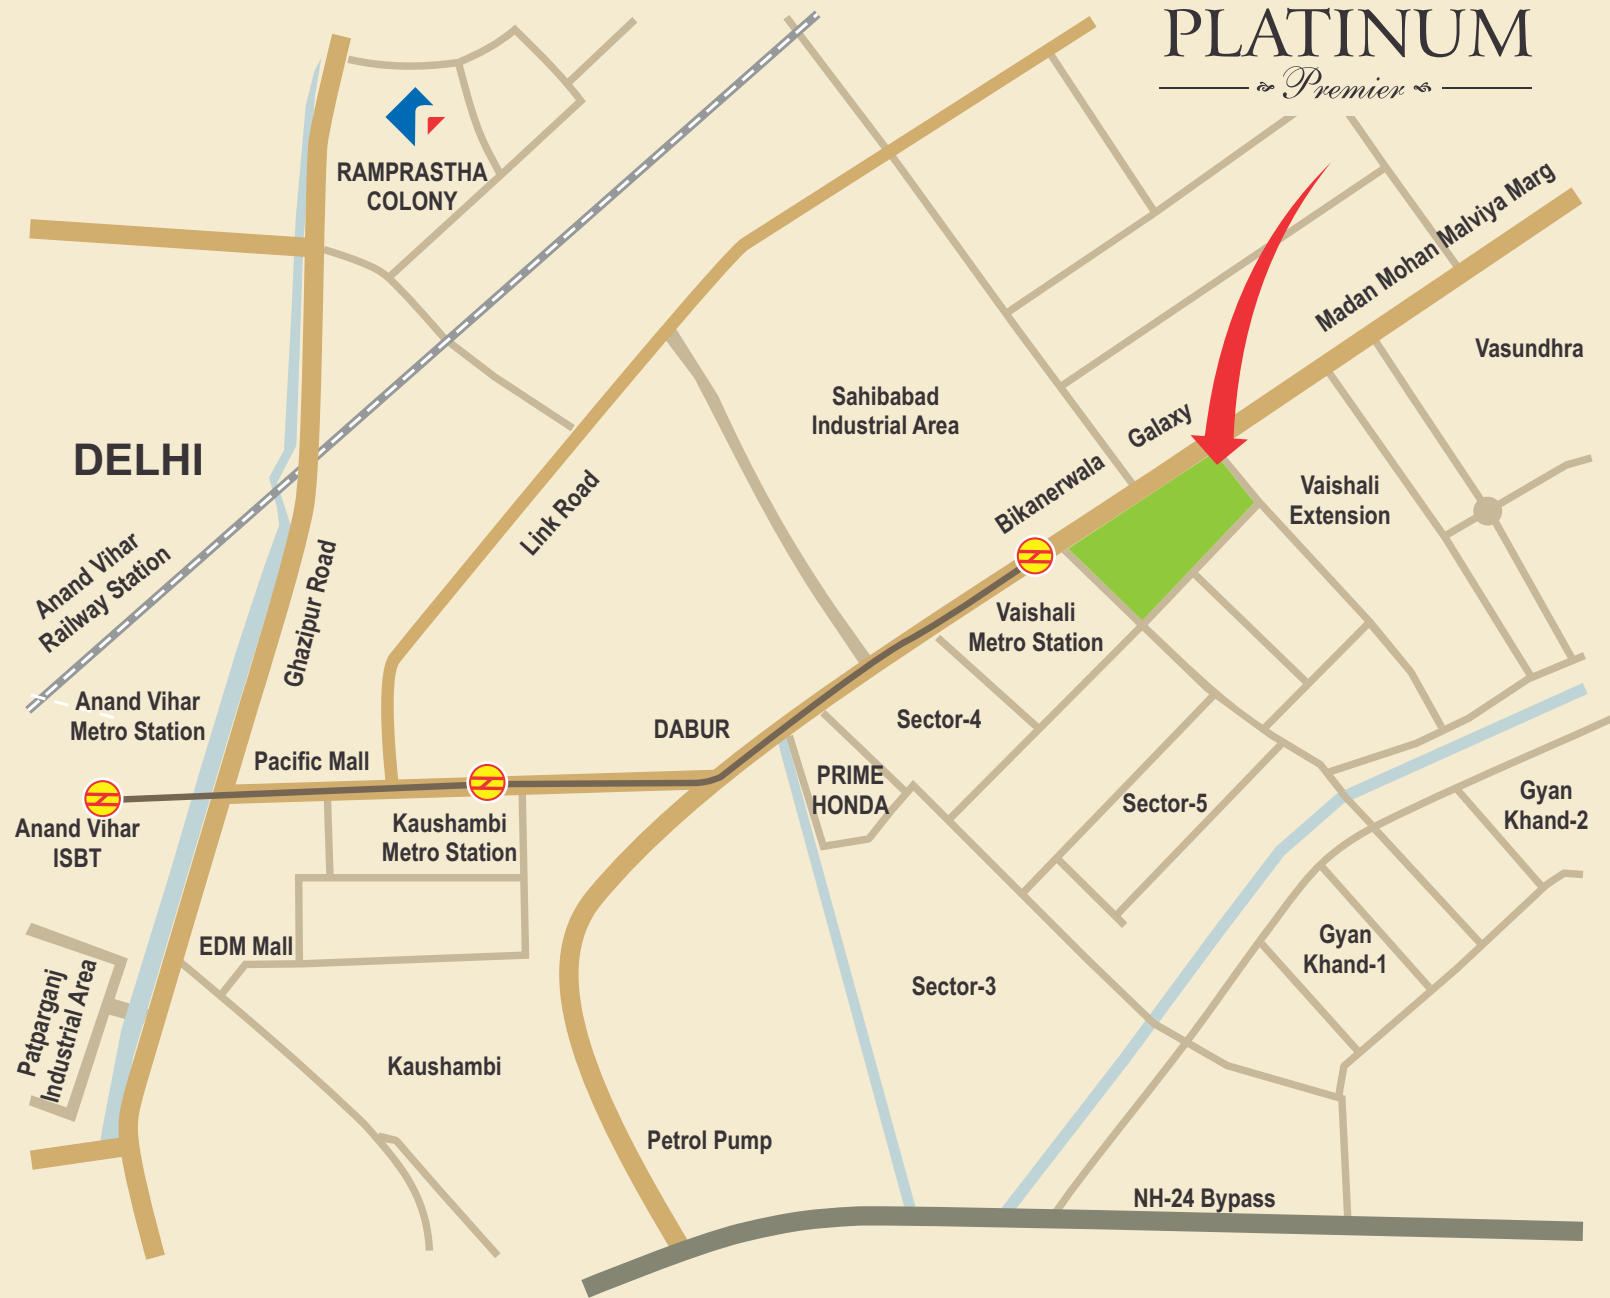 PLATINUM
Premier
RAMPRASTHA
COLONY
Madan Mohan Malviya Marg
Vasundhra
Sahibabad
Industrial Area
Galaxy
DELHI
Bikanerwala
Vaishali
Extension
Link Road
Anand Vihar
Railway Station
Ghazipur Road
Vaishali
Metro Station
Anand Vihar
Metro Station
Sector-4
DABUR
Pacific Mall
PRIME
HONDA
Sector-5
Gyan
Khand-2
Anand Vihar
ISBT
Kaushambi
Metro Station
EDM Mall
Gyan
Khand-1
Patparganj
Industrial Area
Sector-3
Kaushambi
Petrol Pump
NH-24 Bypass